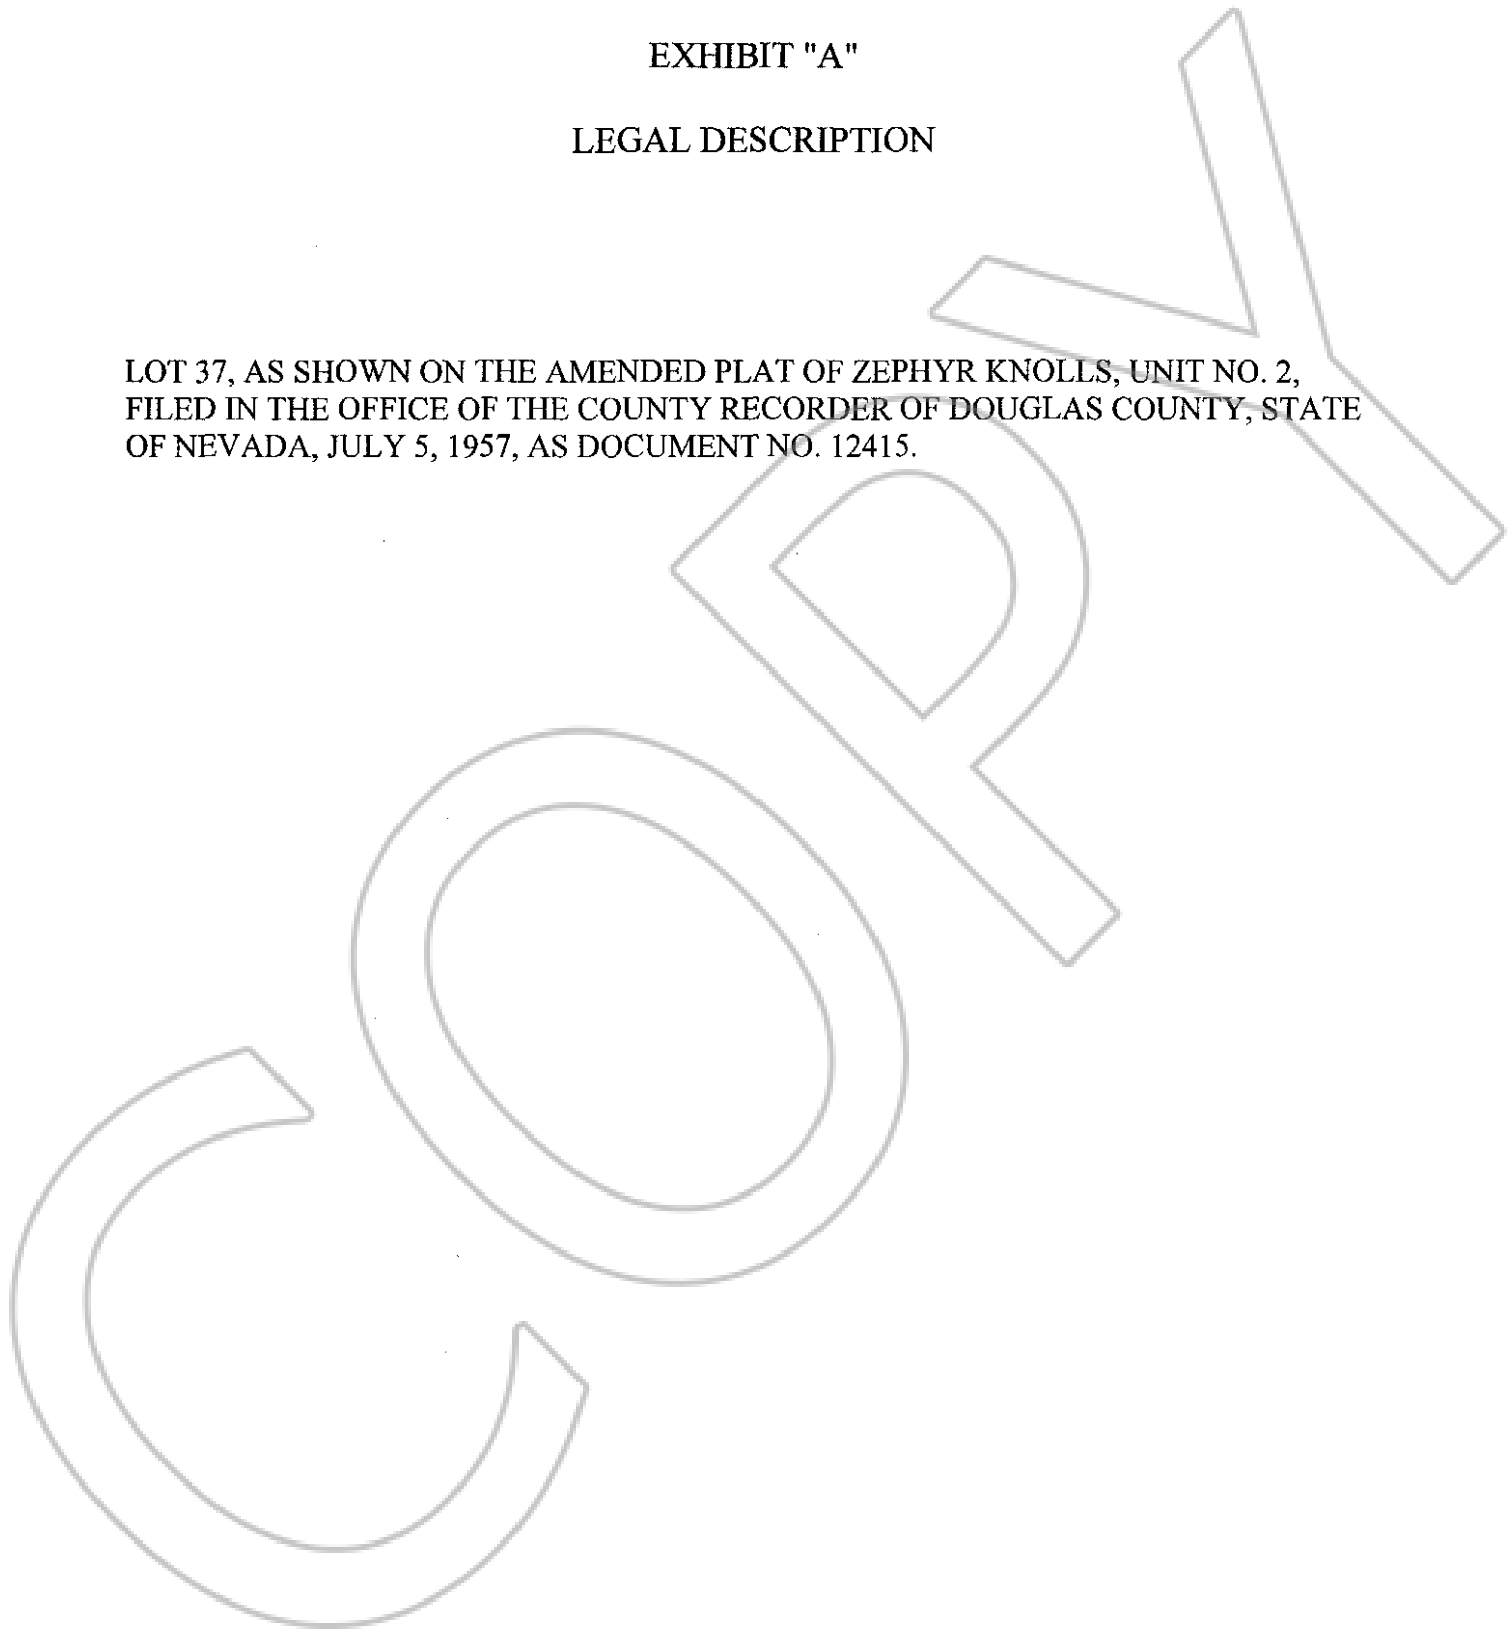 EXHIBIT "A"
LEGAL DESCRIPTION
LOT 37, AS SHOWN ON THE AMENDED PLAT OF ZEPHYR KNOLLS, UNIT NO. 2,
FILED IN THE OFFICE OF THE COUNTY RECORDER OF DOUGLAS COUNTY, STATE
OF NEVADA, JULY 5, 1957, AS DOCUMENT NO. 12415.
COPY